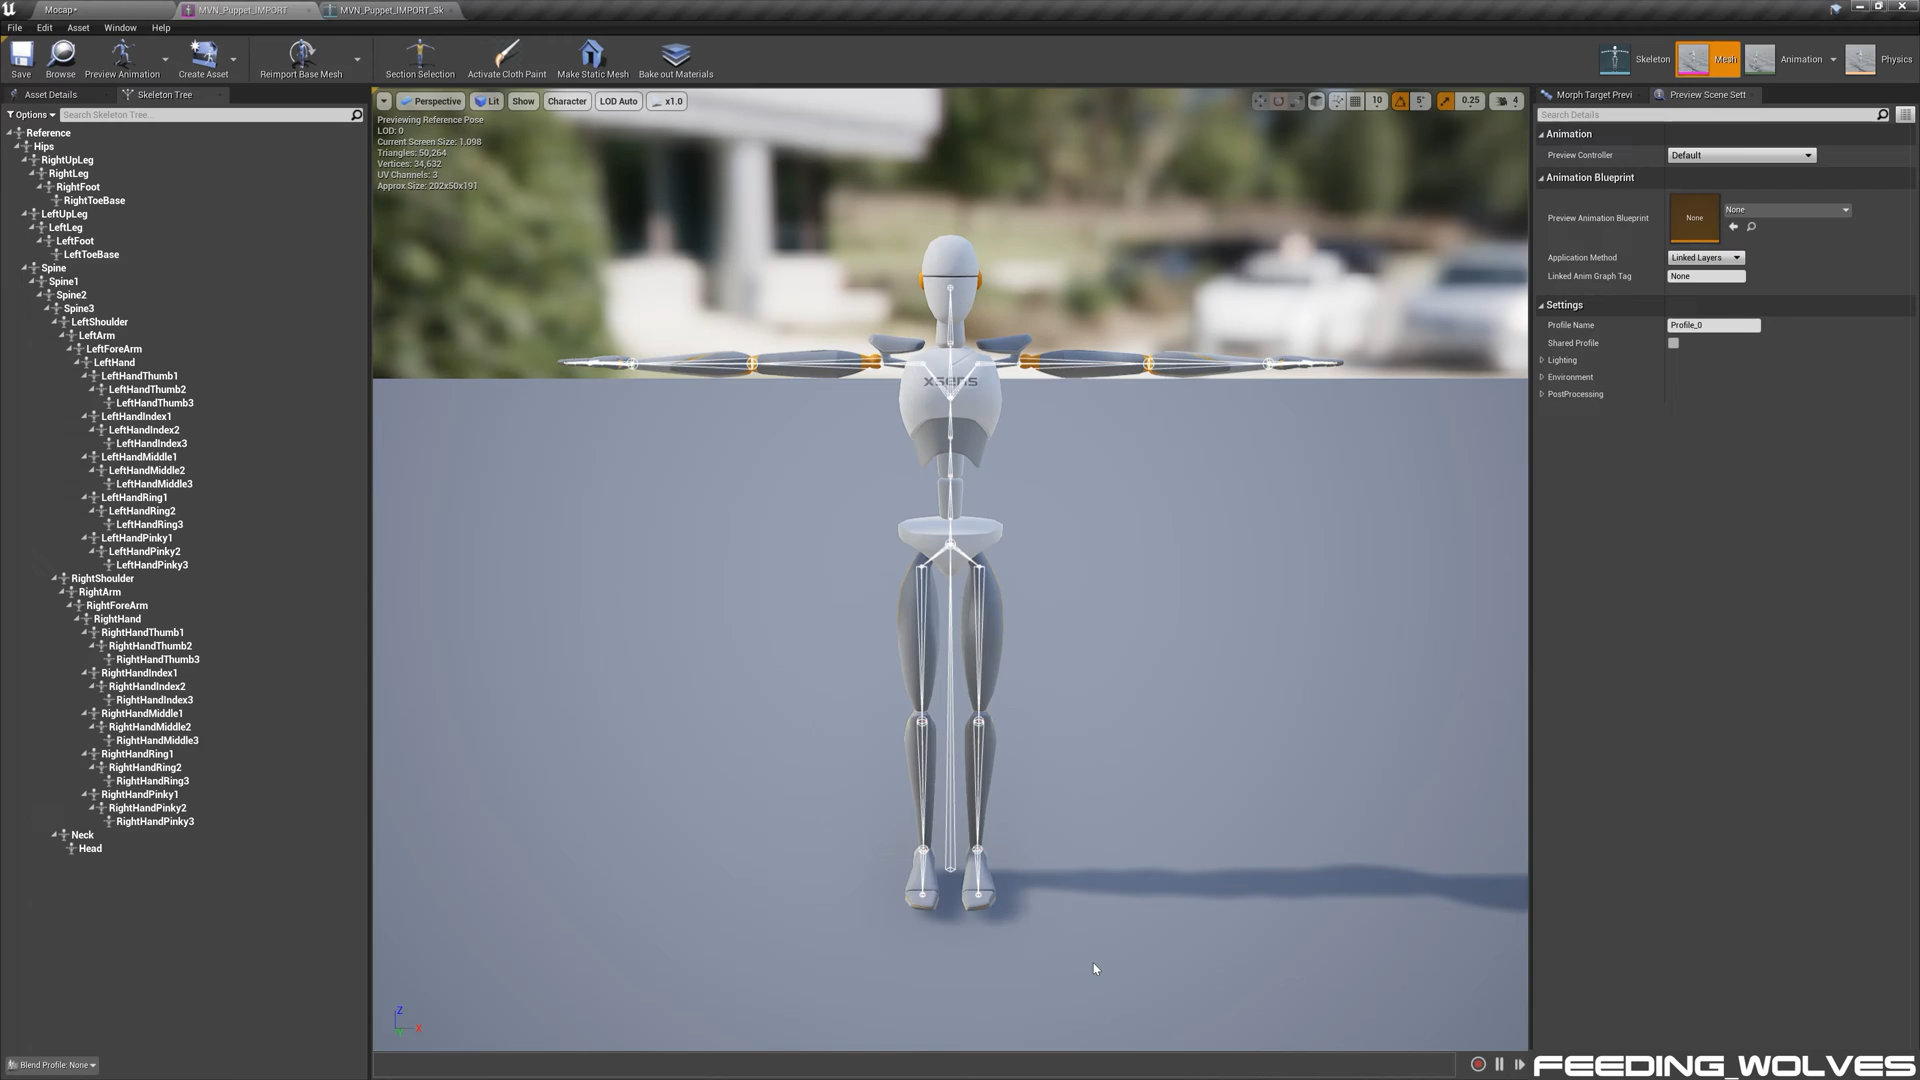 Mocap•
MVN_Puppet_IMPORT
MVN_Puppet_IMPORT_Sk
File Edit Asset Window Help
Save
Browse
Preview Animation
Create Asset
Reimport Base Mesh
Section Selection
Activate Cloth Paint
Make Static Mesh
Bake out Materials
Skeleton
Mesh
Animation
Physics
Asset Details
Skeleton Tree
Options
Search Skeleton Tree...
Reference
Hips
RightUpLeg
RightLeg
RightFoot
RightToeBase
LeftUpLeg
LeftLeg
LeftFoot
LeftToeBase
Spine
Spine1
Spine2
Spine3
LeftShoulder
LeftArm
LeftForeArm
LeftHand
LeftHandThumb1
LeftHandThumb2
LeftHandThumb3
LeftHandIndex1
LeftHandIndex2
LeftHandIndex3
LeftHandMiddle1
LeftHandMiddle2
LeftHandMiddle3
LeftHandRing1
LeftHandRing2
LeftHandRing3
LeftHandPinky1
LeftHandPinky2
LeftHandPinky3
RightShoulder
RightArm
RightForeArm
RightHand
RightHandThumb1
RightHandThumb2
RightHandThumb3
RightHandIndex1
RightHandIndex2
RightHandIndex3
RightHandMiddle1
RightHandMiddle2
RightHandMiddle3
RightHandRing1
RightHandRing2
RightHandRing3
RightHandPinky1
RightHandPinky2
RightHandPinky3
Neck
Head
Blend Profile: None
Perspective
Lit
Show
Character
LOD Auto
x1.0
10
5°
0.25
4
Previewing Reference Pose
LOD: 0
Current Screen Size: 1.098
Triangles: 50,264
Vertices: 34,632
UV Channels: 3
Approx Size: 202x50x191
xsens
Z
X
Morph Target Previ
Preview Scene Sett
Search Details
Animation
Preview Controller
Default
Animation Blueprint
Preview Animation Blueprint
None
None
Application Method
Linked Layers
Linked Anim Graph Tag
None
Settings
Profile Name
Profile_0
Shared Profile
Lighting
Environment
PostProcessing
FEEDING_WOLVES